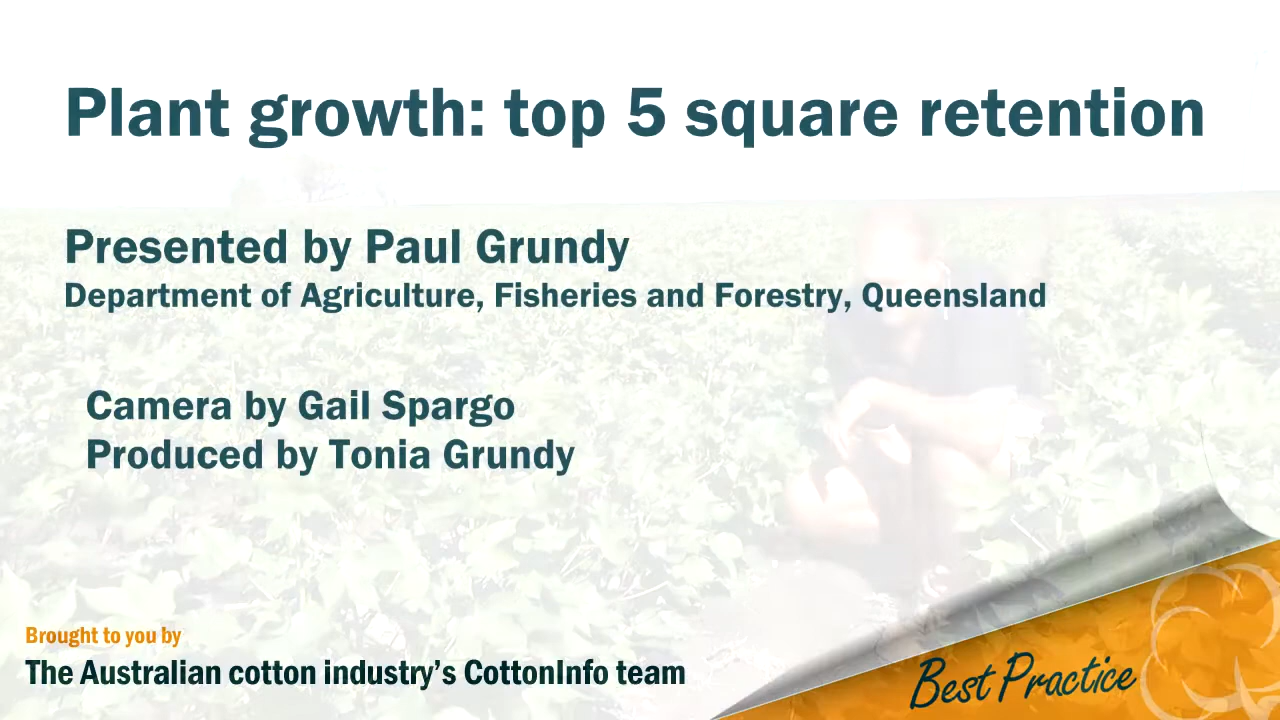 Plant growth: top 5 square retention
Presented by Paul Grundy
Department of Agriculture, Fisheries and Forestry, Queensland
Camera by Gail Spargo
Produced by Tonia Grundy
Brought to you by
The Australian cotton industry’s CottonInfo team
Best Practice